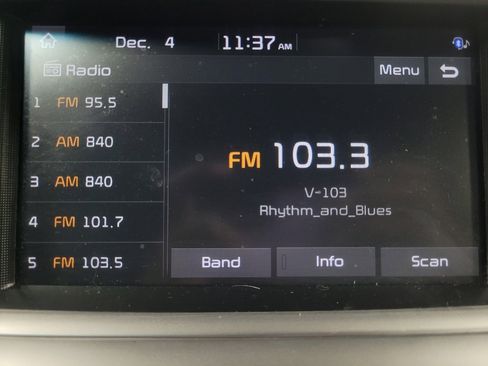 Dec. 4 11:37 AM
Radio Menu
1 FM 95.5
2 AM 840
3 AM 840
4 FM 101.7
5 FM 103.5
FM 103.3
V-103
Rhythm_and_Blues
Band Info Scan